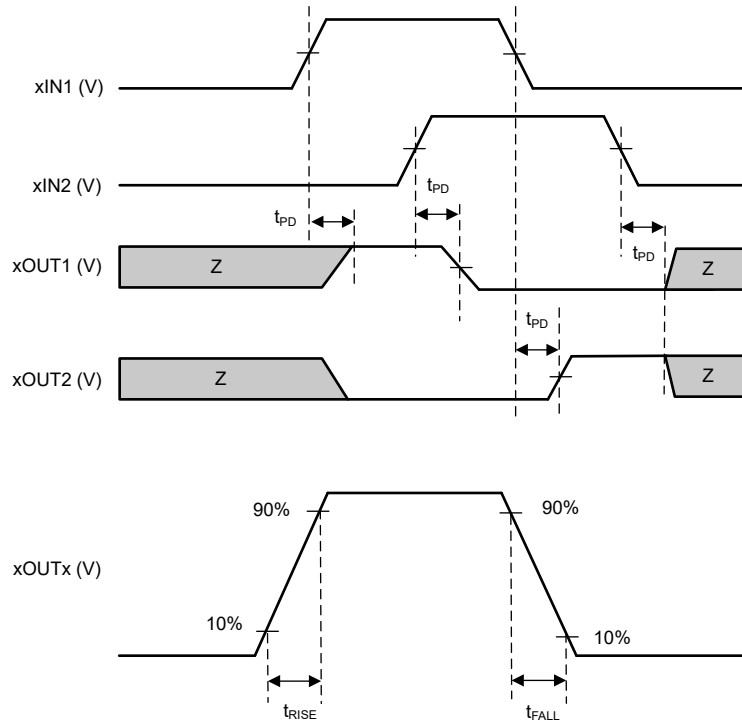 xIN1 (V)
xIN2 (V)
tPD
tPD
xOUT1 (V)
Z
tPD
Z
tPD
xOUT2 (V)
Z
Z
90%
90%
xOUTx (V)
10%
10%
tRISE
tFALL